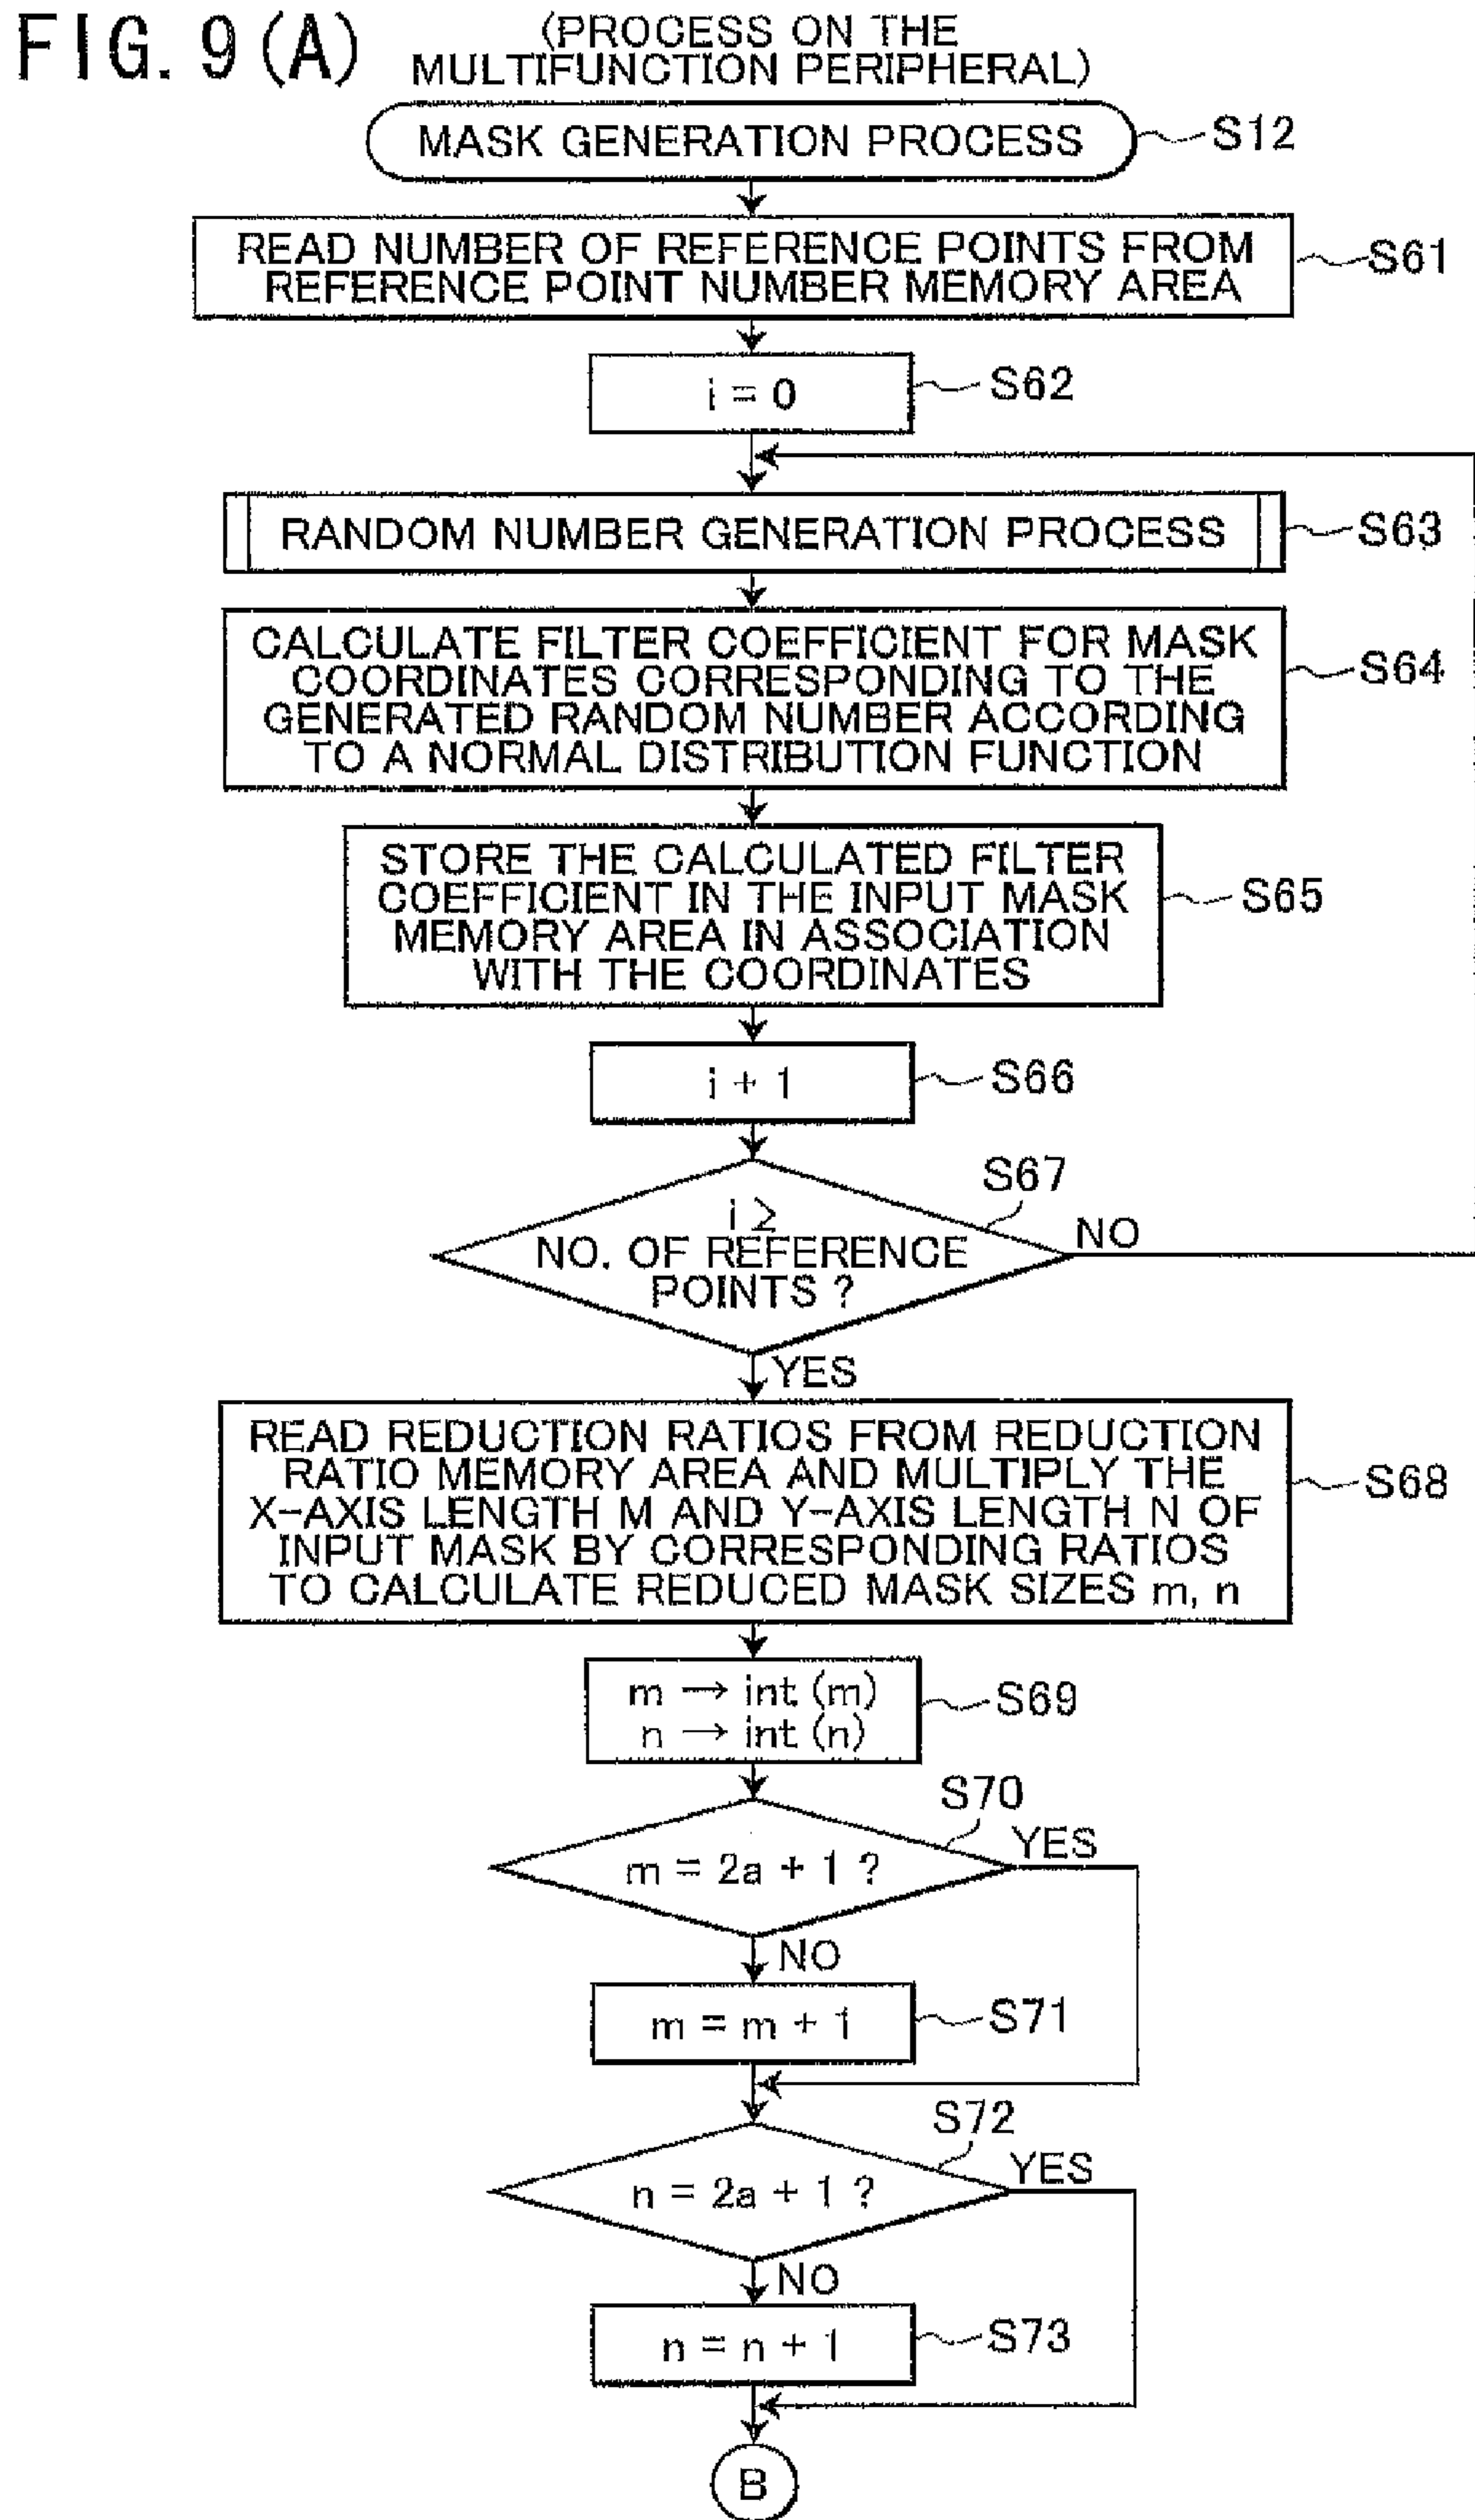 FIG. 9 (A)
(PROCESS ON THE
MULTIFUNCTION PERIPHERAL)
MASK GENERATION PROCESS
S12
READ NUMBER OF REFERENCE POINTS FROM
REFERENCE POINT NUMBER MEMORY AREA
S61
i = 0
S62
RANDOM NUMBER GENERATION PROCESS
S63
CALCULATE FILTER COEFFICIENT FOR MASK
COORDINATES CORRESPONDING TO THE
GENERATED RANDOM NUMBER ACCORDING
TO A NORMAL DISTRIBUTION FUNCTION
S64
STORE THE CALCULATED FILTER
COEFFICIENT IN THE INPUT MASK
MEMORY AREA IN ASSOCIATION
WITH THE COORDINATES
S65
i + 1
S66
S67
i ≥
NO. OF REFERENCE
POINTS ?
NO
YES
READ REDUCTION RATIOS FROM REDUCTION
RATIO MEMORY AREA AND MULTIPLY THE
X-AXIS LENGTH M AND Y-AXIS LENGTH N OF
INPUT MASK BY CORRESPONDING RATIOS
TO CALCULATE REDUCED MASK SIZES m, n
S68
m → int (m)
n → int (n)
S69
S70
m = 2a + 1 ?
YES
NO
m = m + 1
S71
S72
n = 2a + 1 ?
YES
NO
n = n + 1
S73
B